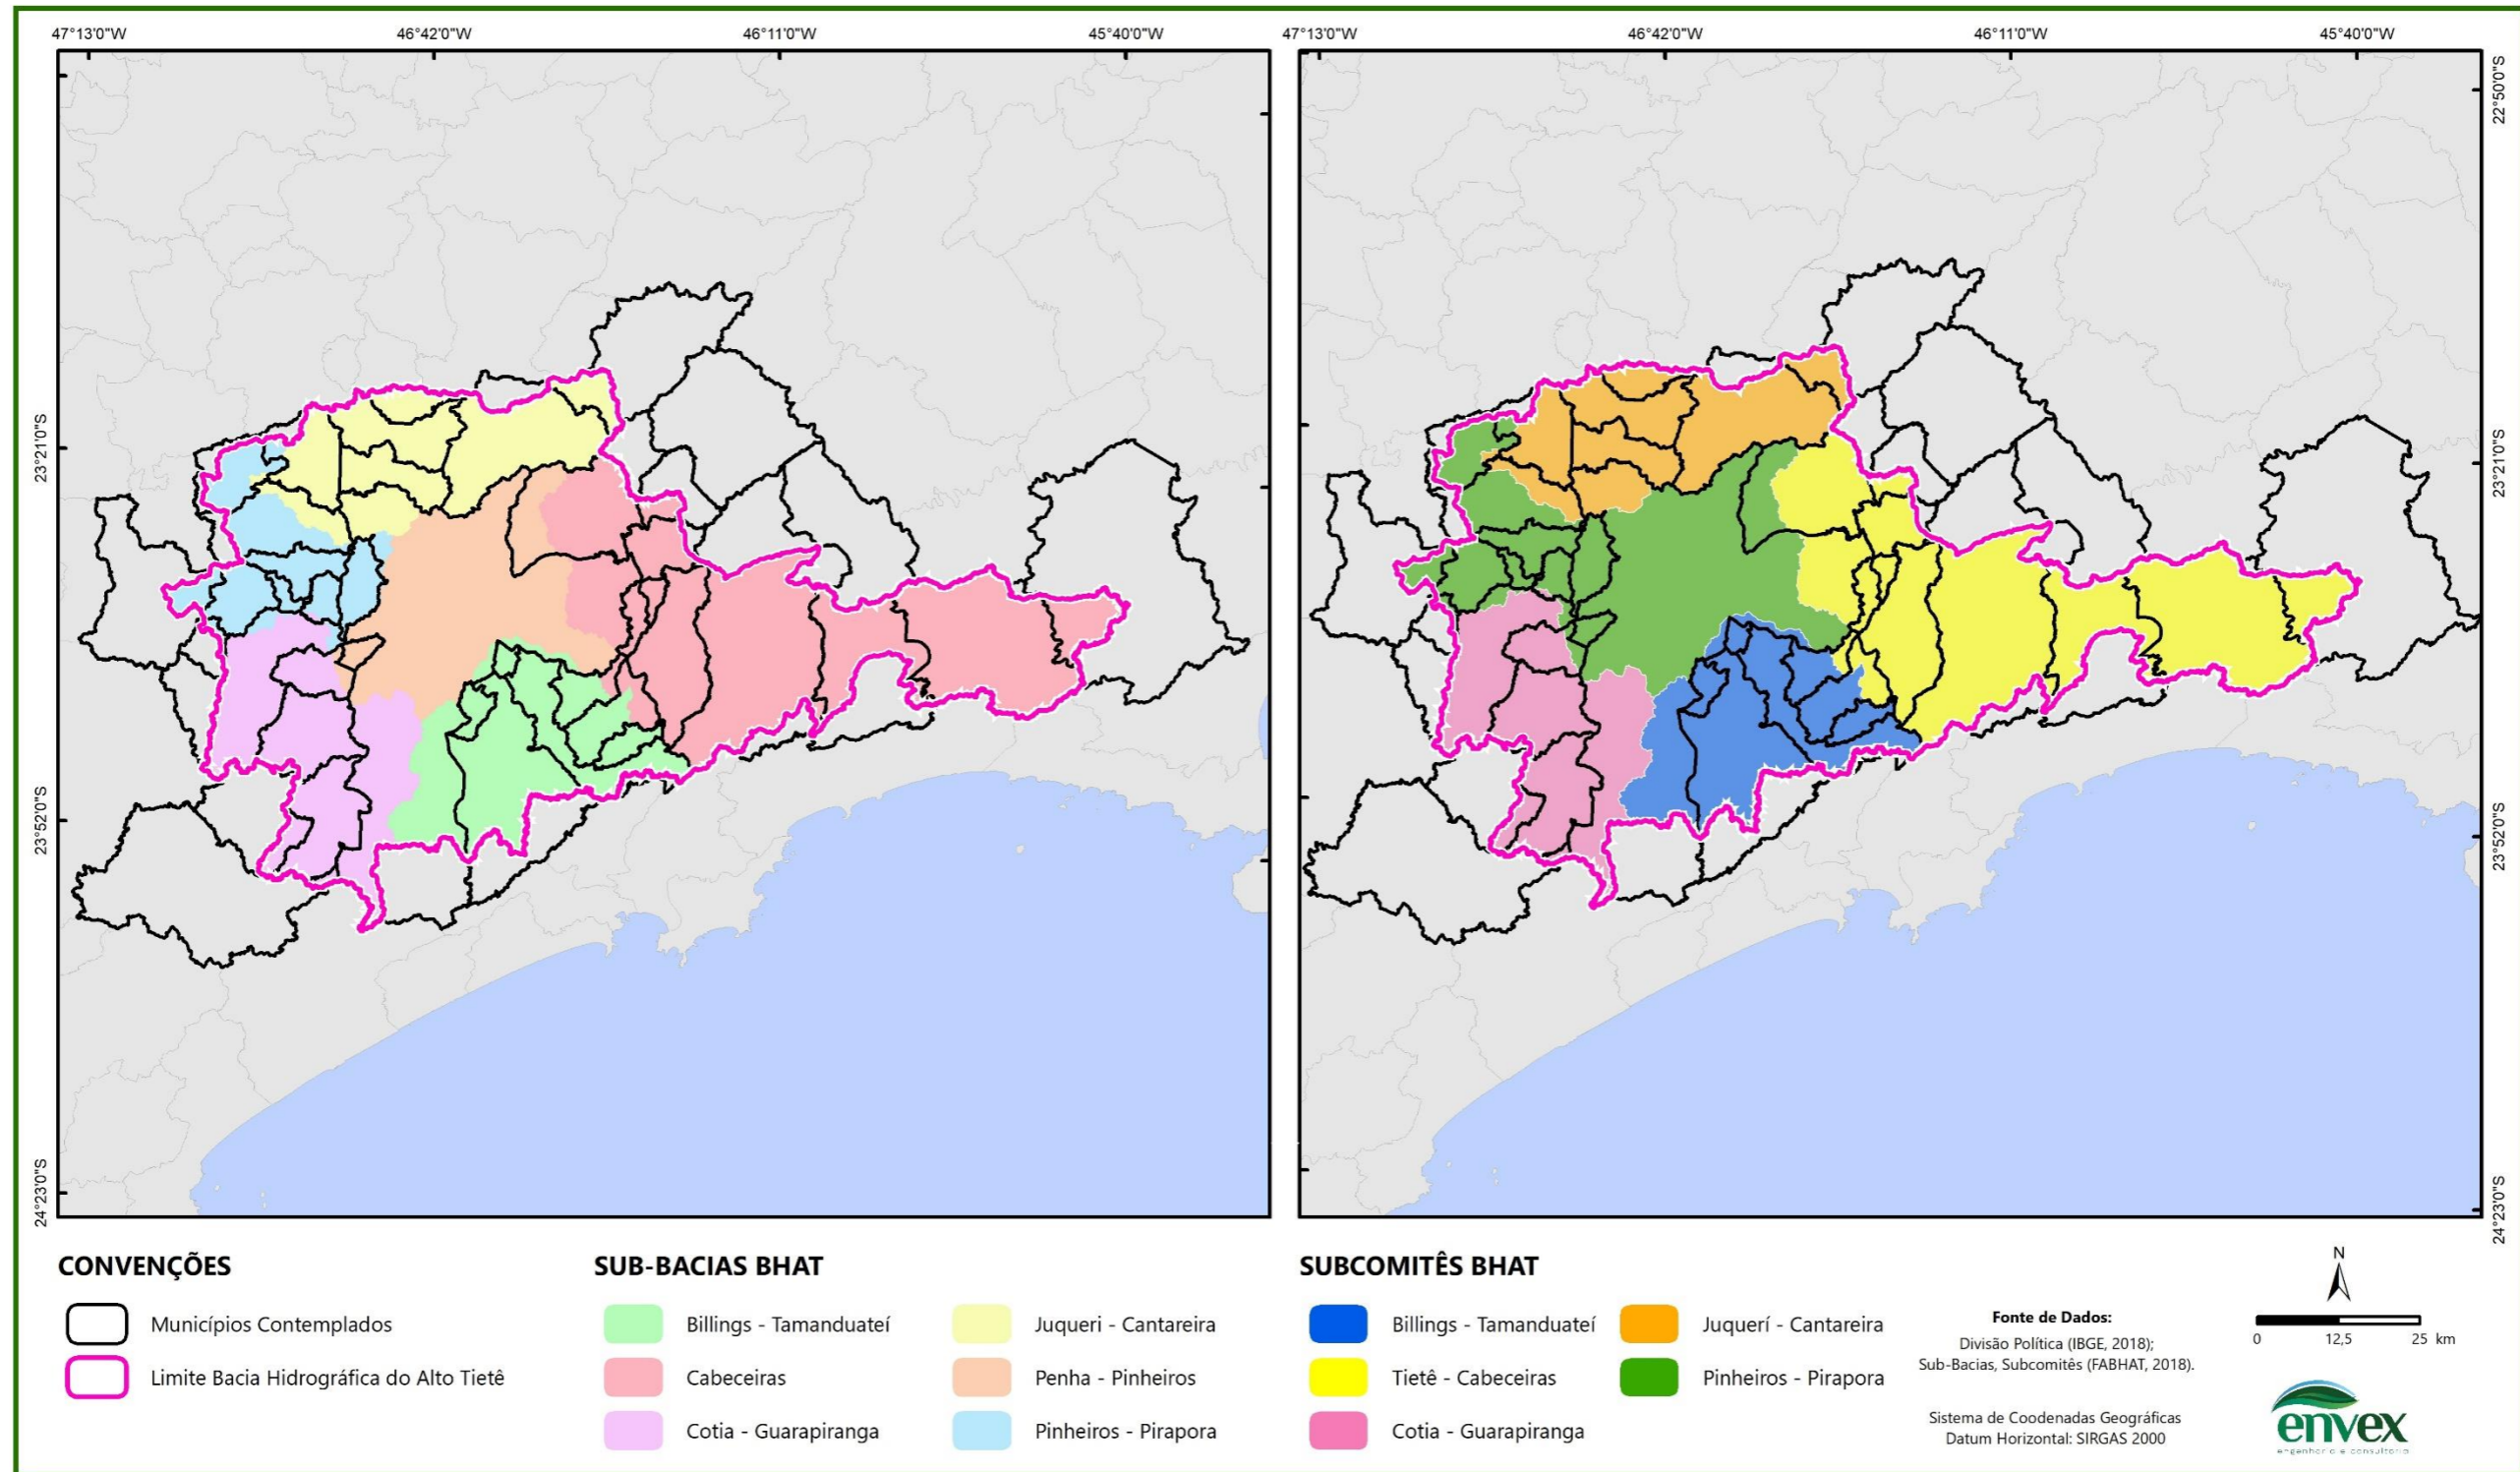 47°13'0"W 46°42'0"W 46°11'0"W 45°40'0"W
47°13'0"W 46°42'0"W 46°11'0"W 45°40'0"W
23°21'0"S
23°52'0"S
24°23'0"S
22°50'0"S
23°21'0"S
23°52'0"S
24°23'0"S
CONVENÇÕES
Municípios Contemplados
Limite Bacia Hidrográfica do Alto Tietê
SUB-BACIAS BHAT
Billings - Tamanduateí
Cabeceiras
Cotia - Guarapiranga
Juqueri - Cantareira
Penha - Pinheiros
Pinheiros - Pirapora
SUBCOMITÊS BHAT
Billings - Tamanduateí
Tietê - Cabeceiras
Cotia - Guarapiranga
Juquerí - Cantareira
Pinheiros - Pirapora
Fonte de Dados:
Divisão Política (IBGE, 2018);
Sub-Bacias, Subcomitês (FABHAT, 2018).
Sistema de Coodenadas Geográficas
Datum Horizontal: SIRGAS 2000
N
0 12,5 25 km
envex
engenharia e consultoria